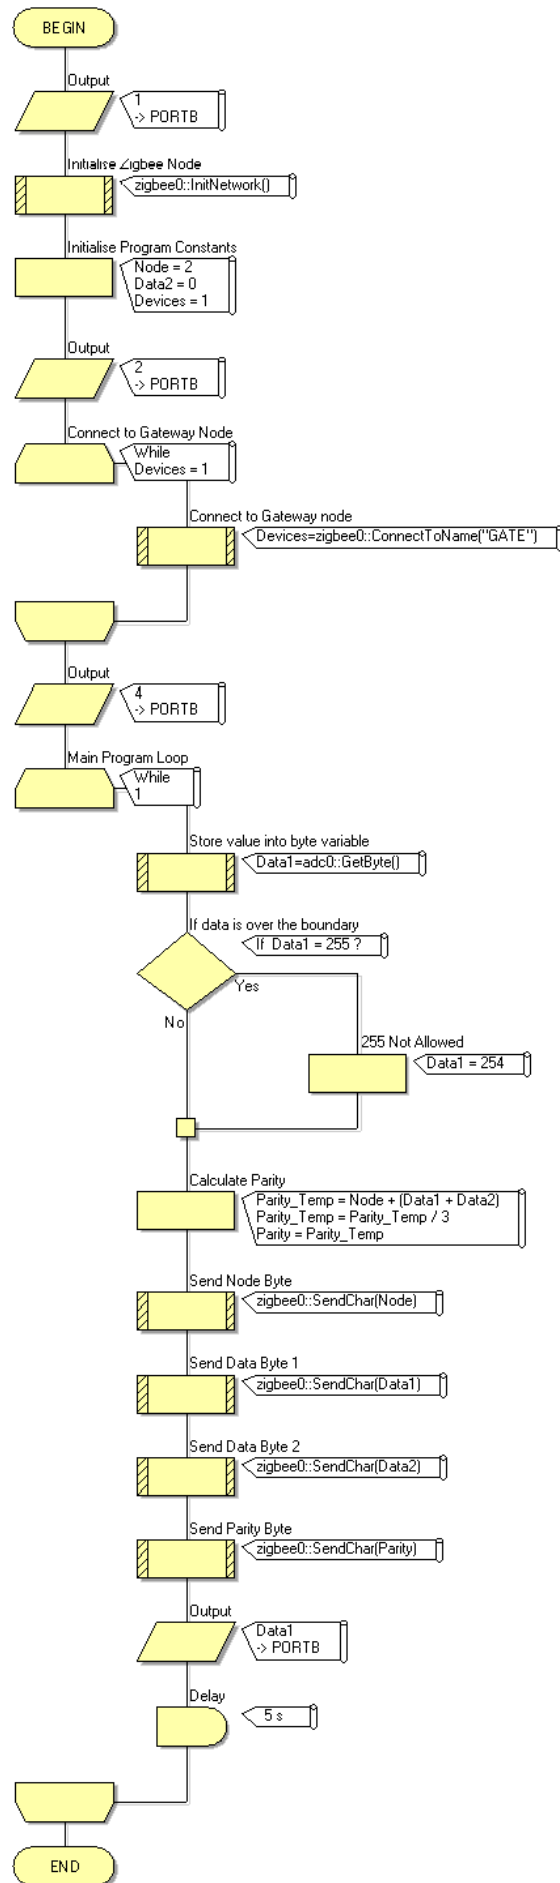 BEGIN
Output
1
-> PORTB
Initialise Zigbee Node
zigbee0::InitNetwork()
Initialise Program Constants
Node = 2
Data2 = 0
Devices = 1
Output
2
-> PORTB
Connect to Gateway Node
While
Devices = 1
Connect to Gateway node
Devices=zigbee0::ConnectToName("GATE")
Output
4
-> PORTB
Main Program Loop
While
1
Store value into byte variable
Data1=adc0::GetByte()
If data is over the boundary
If Data1 = 255 ?
Yes
No
255 Not Allowed
Data1 = 254
Calculate Parity
Parity_Temp = Node + (Data1 + Data2)
Parity_Temp = Parity_Temp / 3
Parity = Parity_Temp
Send Node Byte
zigbee0::SendChar(Node)
Send Data Byte 1
zigbee0::SendChar(Data1)
Send Data Byte 2
zigbee0::SendChar(Data2)
Send Parity Byte
zigbee0::SendChar(Parity)
Output
Data1
-> PORTB
Delay
5 s
END